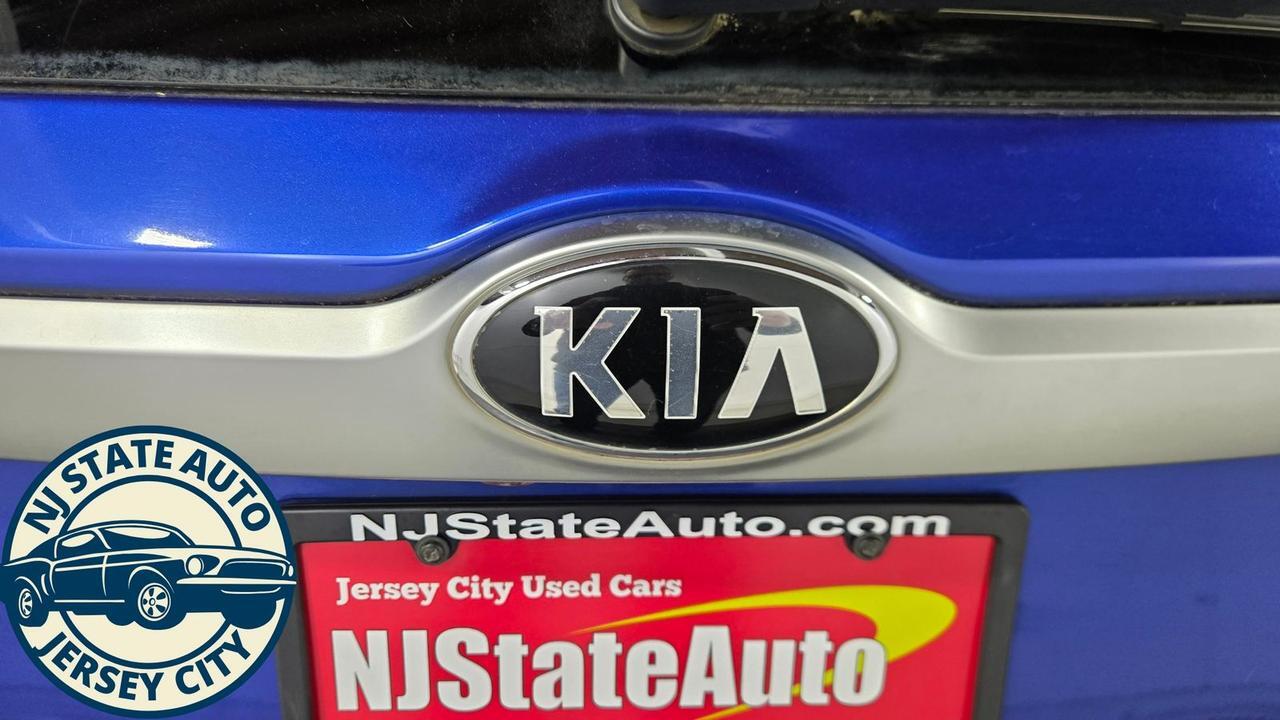 KIA
NJStateAuto.com
Jersey City Used Cars
NJStateAuto
NJ STATE AUTO
JERSEY CITY